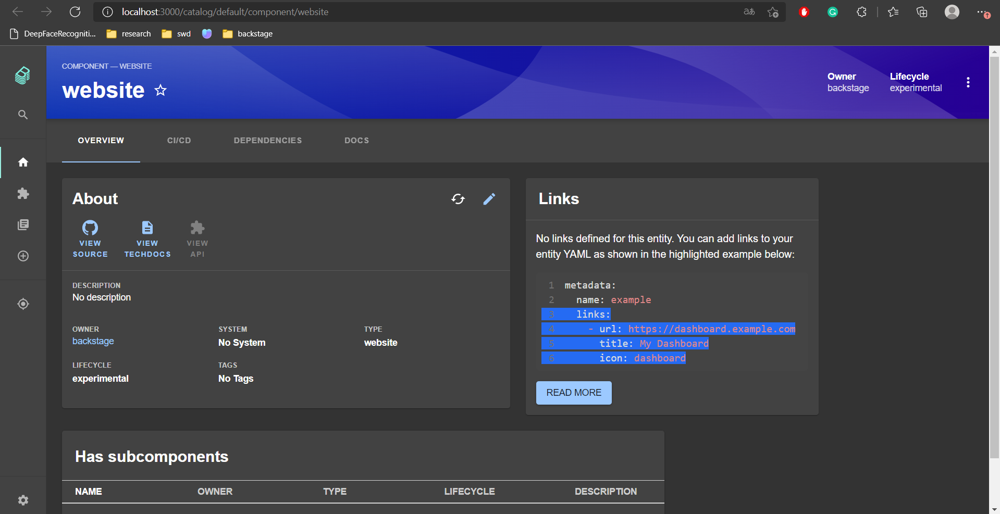 localhost:3000/catalog/default/component/website
aあ
DeepFaceRecogniti...
research
swd
backstage
COMPONENT — WEBSITE
website
Owner
backstage
Lifecycle
experimental
OVERVIEW
CI/CD
DEPENDENCIES
DOCS
About
VIEW
SOURCE
VIEW
TECHDOCS
VIEW
API
DESCRIPTION
No description
OWNER
backstage
SYSTEM
No System
TYPE
website
LIFECYCLE
experimental
TAGS
No Tags
Links
No links defined for this entity. You can add links to your
entity YAML as shown in the highlighted example below:
1 metadata:
2 name: example
3 links:
4 - url: https://dashboard.example.com
5 title: My Dashboard
6 icon: dashboard
READ MORE
Has subcomponents
NAME OWNER TYPE LIFECYCLE DESCRIPTION